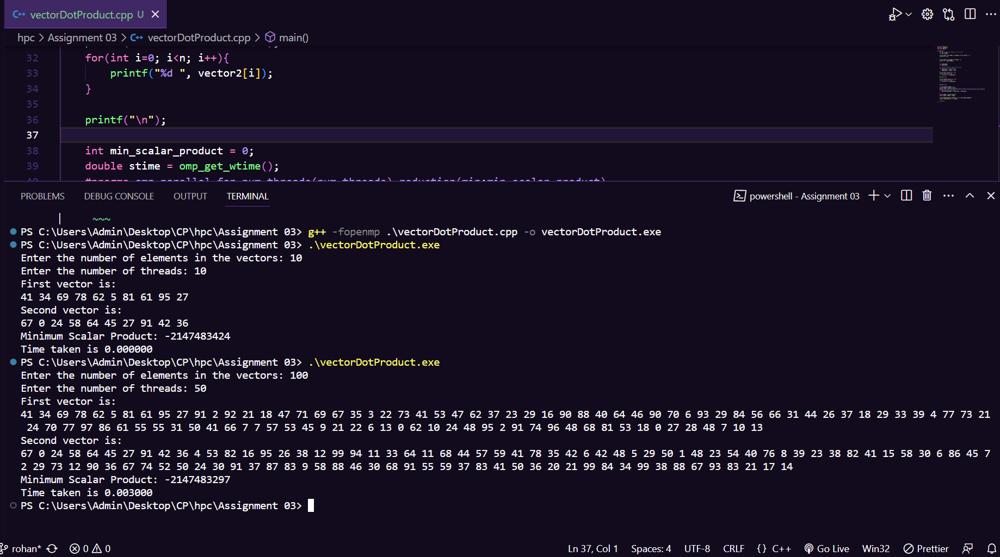 vectorDotProduct.cpp U
hpc > Assignment 03 > vectorDotProduct.cpp > main()
32 for(int i=0; i<n; i++){
33 printf("%d ", vector2[i]);
34 }
35
36 printf("\n");
37
38 int min_scalar_product = 0;
39 double stime = omp_get_wtime();
40 #pragma omp parallel for num_threads(num_threads) reduction(min:min_scalar_product)
PROBLEMS DEBUG CONSOLE OUTPUT TERMINAL powershell - Assignment 03
| ~~~
PS C:\Users\Admin\Desktop\CP\hpc\Assignment 03> g++ -fopenmp .\vectorDotProduct.cpp -o vectorDotProduct.exe
PS C:\Users\Admin\Desktop\CP\hpc\Assignment 03> .\vectorDotProduct.exe
Enter the number of elements in the vectors: 10
Enter the number of threads: 10
First vector is:
41 34 69 78 62 5 81 61 95 27
Second vector is:
67 0 24 58 64 45 27 91 42 36
Minimum Scalar Product: -2147483424
Time taken is 0.000000
PS C:\Users\Admin\Desktop\CP\hpc\Assignment 03> .\vectorDotProduct.exe
Enter the number of elements in the vectors: 100
Enter the number of threads: 50
First vector is:
41 34 69 78 62 5 81 61 95 27 91 2 92 21 18 47 71 69 67 35 3 22 73 41 53 47 62 37 23 29 16 90 88 40 64 46 90 70 6 93 29 84 56 66 31 44 26 37 18 29 33 39 4 77 73 21
24 70 77 97 86 61 55 55 31 50 41 66 7 7 57 53 45 9 21 22 6 13 0 62 10 24 48 95 2 91 74 96 48 68 81 53 18 0 27 28 48 7 10 13
Second vector is:
67 0 24 58 64 45 27 91 42 36 4 53 82 16 95 26 38 12 99 94 11 33 64 11 68 44 57 59 41 78 35 42 6 42 48 5 29 50 1 48 23 54 40 76 8 39 23 38 82 41 15 58 30 6 86 45 7
2 29 73 12 90 36 67 74 52 50 24 30 91 37 87 83 9 58 88 46 30 68 91 55 59 37 83 41 50 36 20 21 99 84 34 99 38 88 67 93 83 21 17 14
Minimum Scalar Product: -2147483297
Time taken is 0.003000
PS C:\Users\Admin\Desktop\CP\hpc\Assignment 03>
rohan* 0 0 Ln 37, Col 1 Spaces: 4 UTF-8 CRLF {} C++ Go Live Win32 Prettier